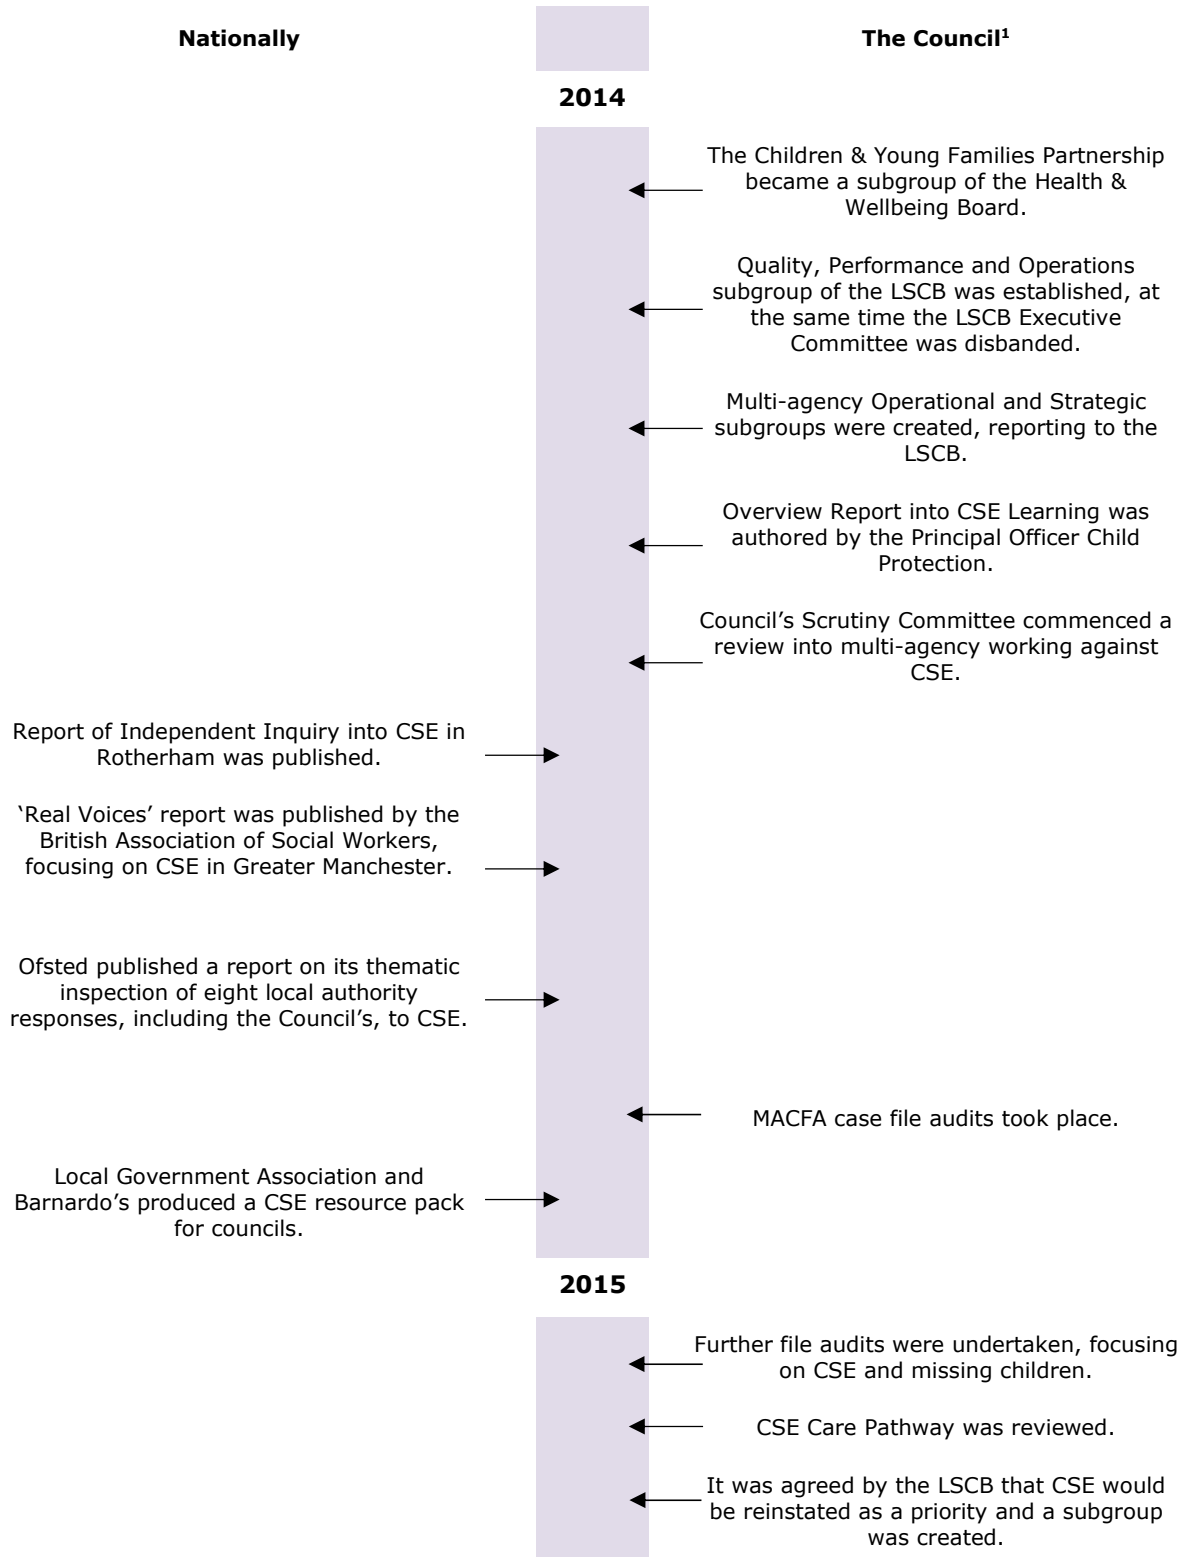 Nationally
The Council¹
2014
The Children & Young Families Partnership
became a subgroup of the Health &
Wellbeing Board.
Quality, Performance and Operations
subgroup of the LSCB was established, at
the same time the LSCB Executive
Committee was disbanded.
Multi-agency Operational and Strategic
subgroups were created, reporting to the
LSCB.
Overview Report into CSE Learning was
authored by the Principal Officer Child
Protection.
Council’s Scrutiny Committee commenced a
review into multi-agency working against
CSE.
Report of Independent Inquiry into CSE in
Rotherham was published.
‘Real Voices’ report was published by the
British Association of Social Workers,
focusing on CSE in Greater Manchester.
Ofsted published a report on its thematic
inspection of eight local authority
responses, including the Council’s, to CSE.
MACFA case file audits took place.
Local Government Association and
Barnardo’s produced a CSE resource pack
for councils.
2015
Further file audits were undertaken, focusing
on CSE and missing children.
CSE Care Pathway was reviewed.
It was agreed by the LSCB that CSE would
be reinstated as a priority and a subgroup
was created.